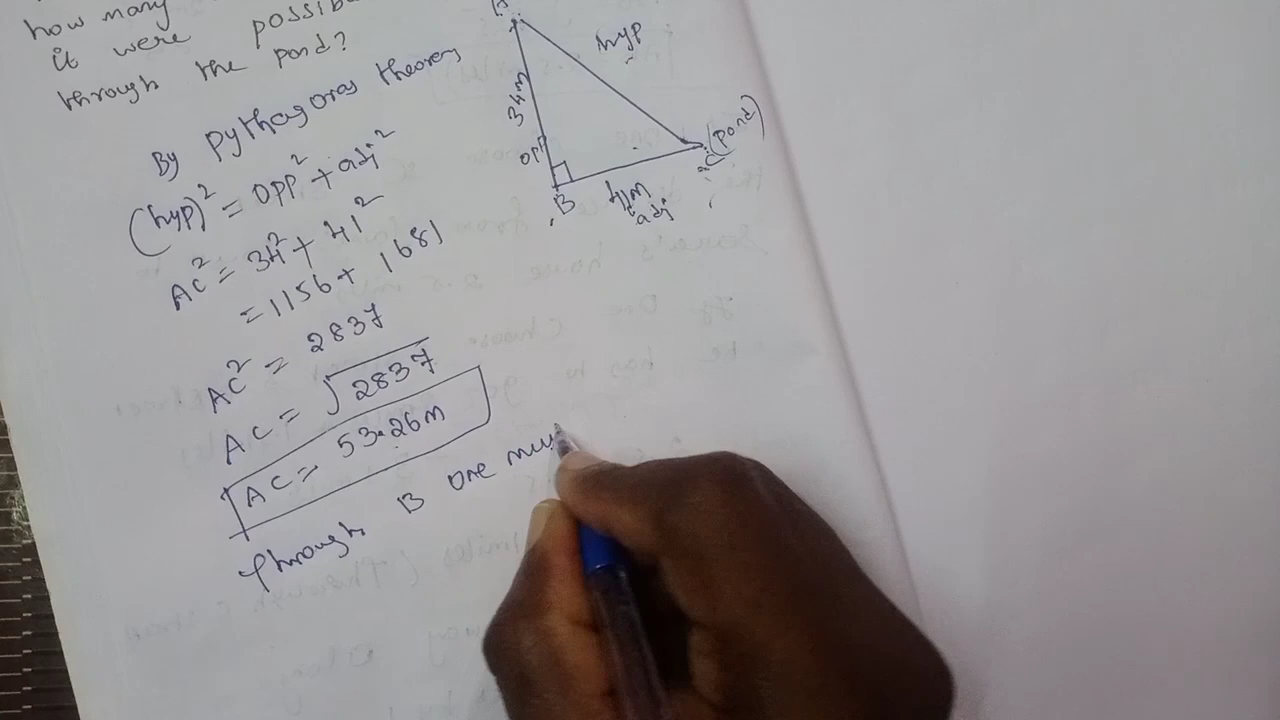 how many
it were possib
through the pond?
By pythagoras theorem
(hyp)² = opp² + adj²
AC² = 34² + 41²
= 1156 + 1681
AC² = 2837
AC = √2837
AC = 53.26m
through B one mus
A
hyp
34m
opp
B
41m
adj
C (pond)